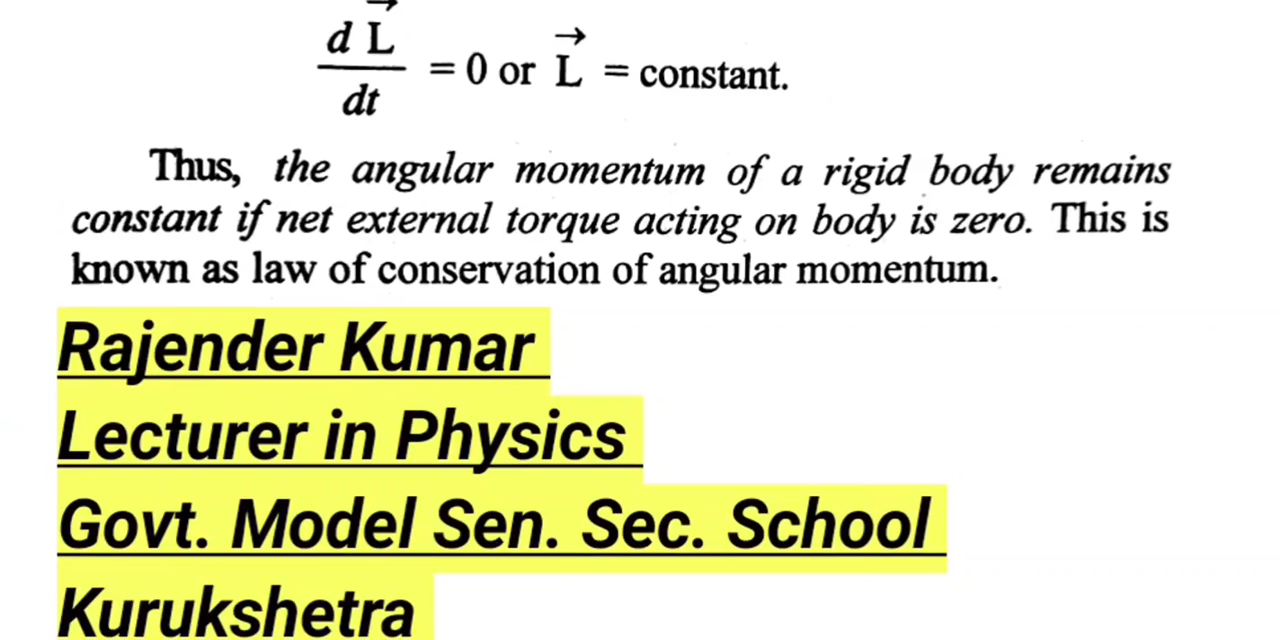 d L⃗
dt
= 0 or L⃗ = constant.
Thus, the angular momentum of a rigid body remains
constant if net external torque acting on body is zero. This is
known as law of conservation of angular momentum.
Rajender Kumar
Lecturer in Physics
Govt. Model Sen. Sec. School
Kurukshetra